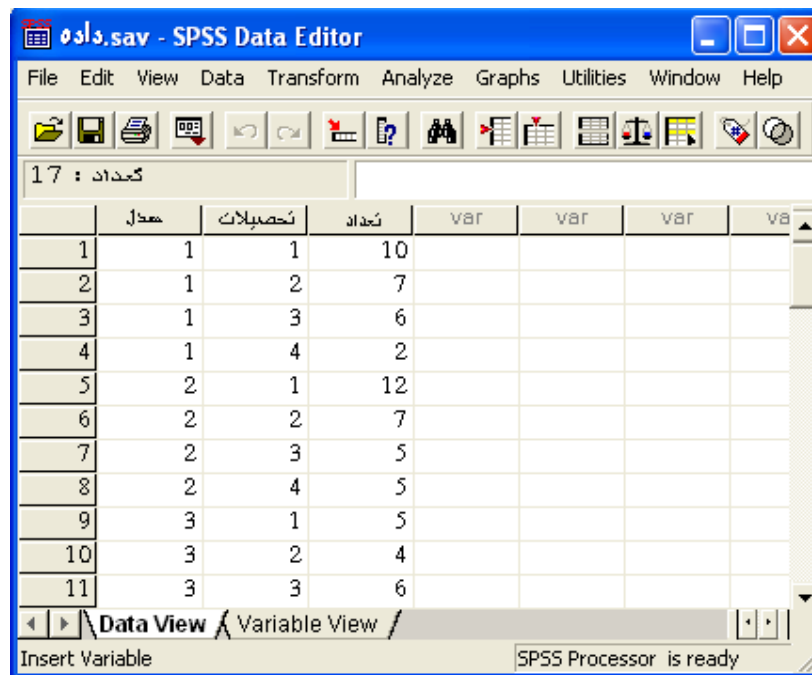 داده.sav - SPSS Data Editor
File Edit View Data Transform Analyze Graphs Utilities Window Help
17 : تعداد
تحصیلات تعداد var var var va
1 1 1 10
2 1 2 7
3 1 3 6
4 1 4 2
5 2 1 12
6 2 2 7
7 2 3 5
8 2 4 5
9 3 1 5
10 3 2 4
11 3 3 6
Data View Variable View
Insert Variable SPSS Processor is ready